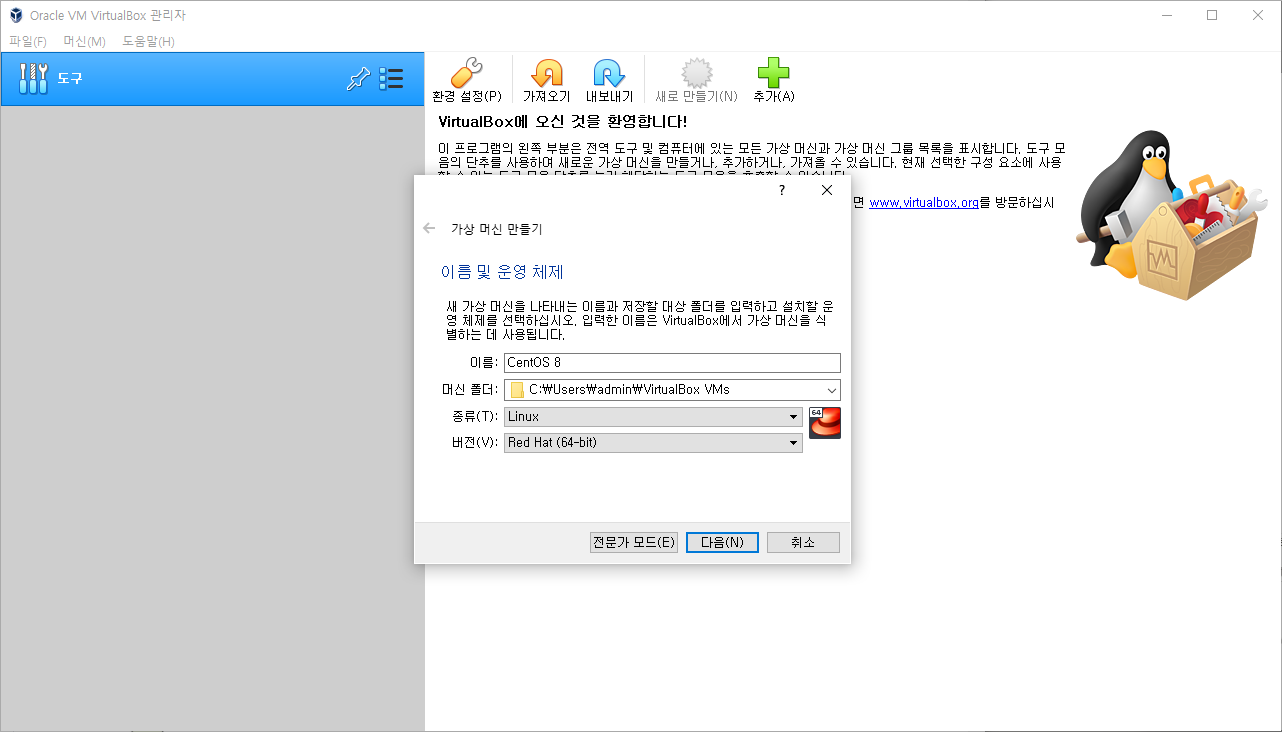 Oracle VM VirtualBox 관리자
파일(F) 머신(M) 도움말(H)
도구
환경 설정(P) 가져오기 내보내기 새로 만들기(N) 추가(A)
VirtualBox에 오신 것을 환영합니다!
이 프로그램의 왼쪽 부분은 전역 도구 및 컴퓨터에 있는 모든 가상 머신과 가상 머신 그룹 목록을 표시합니다. 도구 모
음의 단추를 사용하여 새로운 가상 머신을 만들거나, 추가하거나, 가져올 수 있습니다. 현재 선택한 구성 요소에 사용
면 www.virtualbox.org를 방문하십시
?
가상 머신 만들기
이름 및 운영 체제
새 가상 머신을 나타내는 이름과 저장할 대상 폴더를 입력하고 설치할 운
영 체제를 선택하십시오. 입력한 이름은 VirtualBox에서 가상 머신을 식
별하는 데 사용됩니다.
이름: CentOS 8
머신 폴더: C:₩Users₩admin₩VirtualBox VMs
종류(T): Linux
64
버전(V): Red Hat (64-bit)
전문가 모드(E) 다음(N) 취소